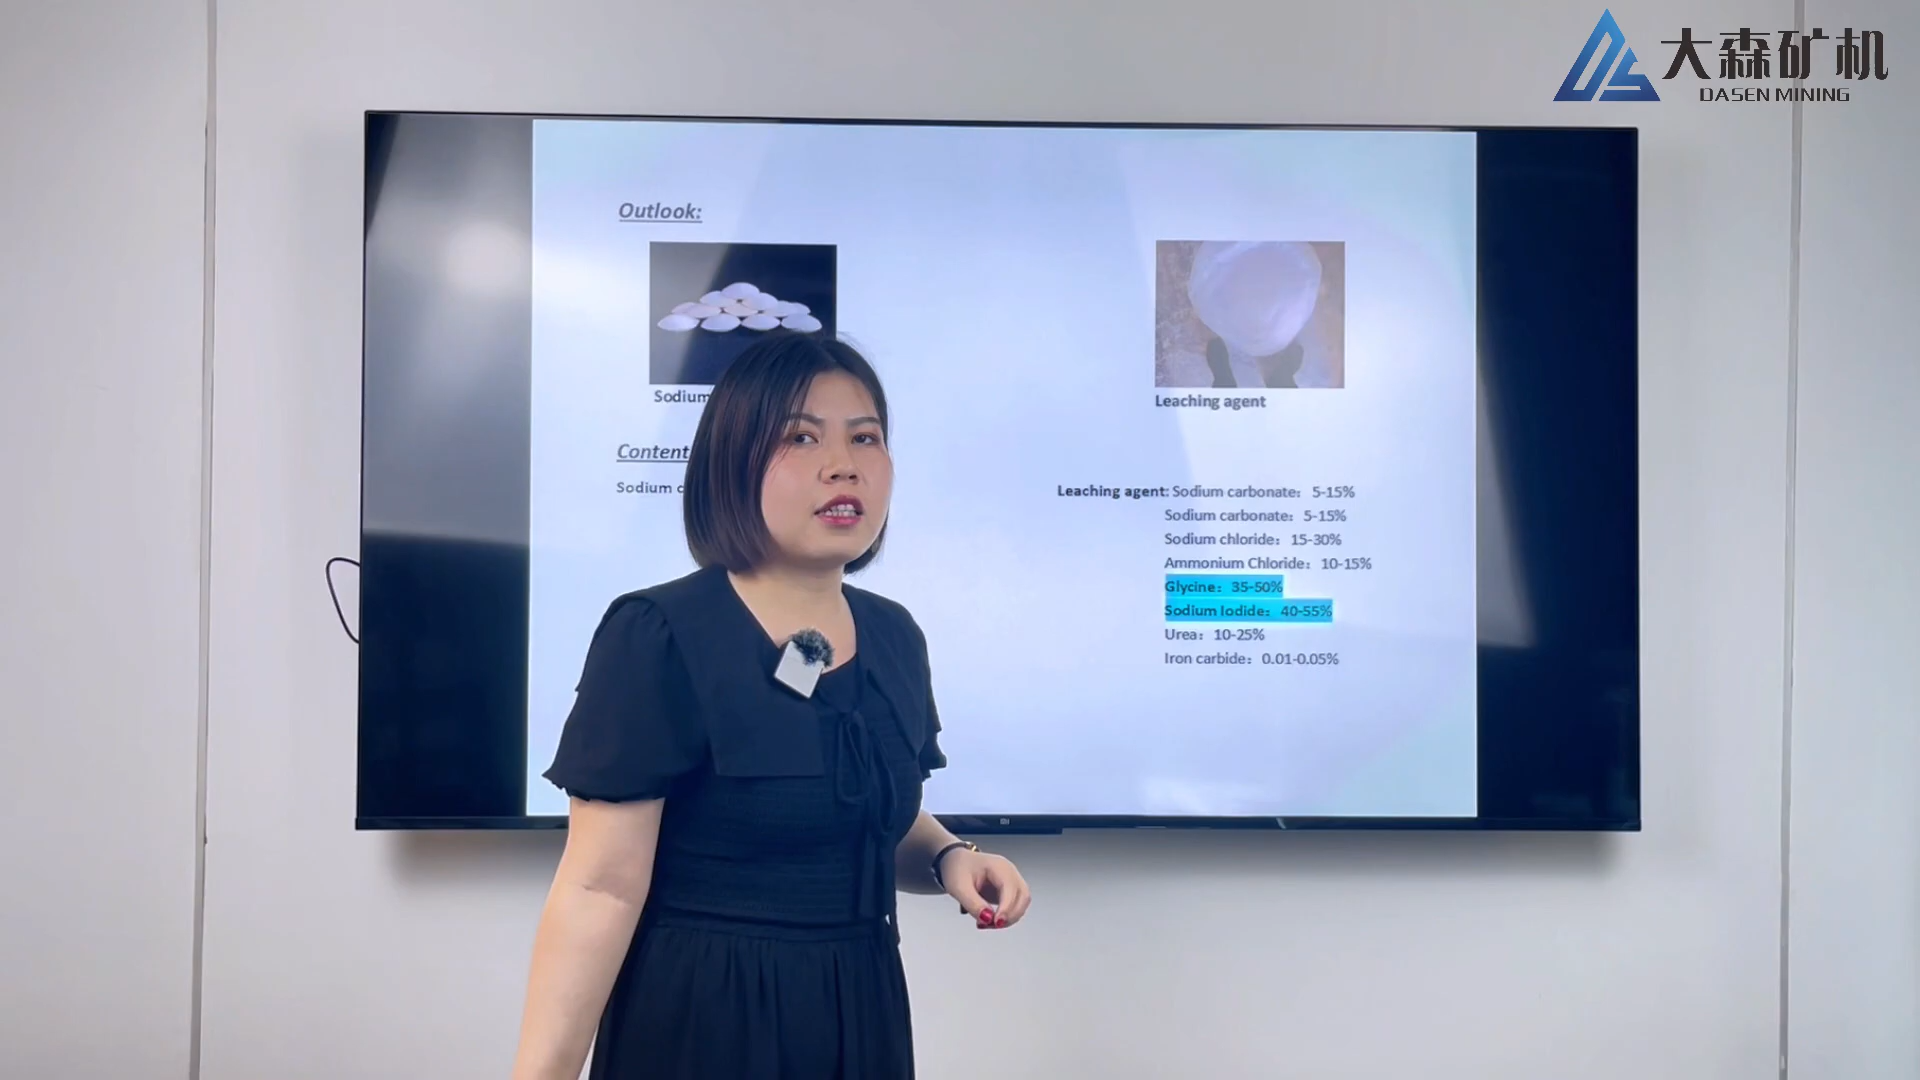 大森矿机
DASEN MINING
Outlook:
Sodium
Leaching agent
Content
Sodium c
Leaching agent: Sodium carbonate: 5-15%
Sodium carbonate: 5-15%
Sodium chloride: 15-30%
Ammonium Chloride: 10-15%
Glycine: 35-50%
Sodium Iodide: 40-55%
Urea: 10-25%
Iron carbide: 0.01-0.05%